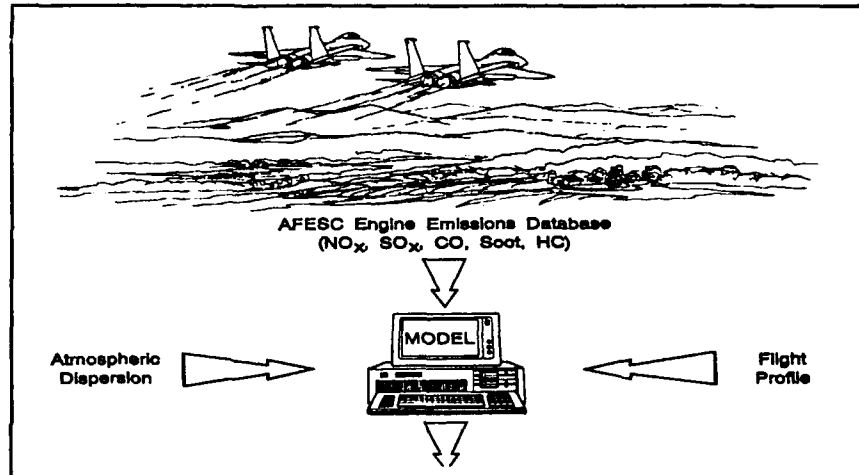 AFESC Engine Emissions Database
(NOx, SOx, CO, Soot, HC)
MODEL
Atmospheric
Dispersion
Flight
Profile